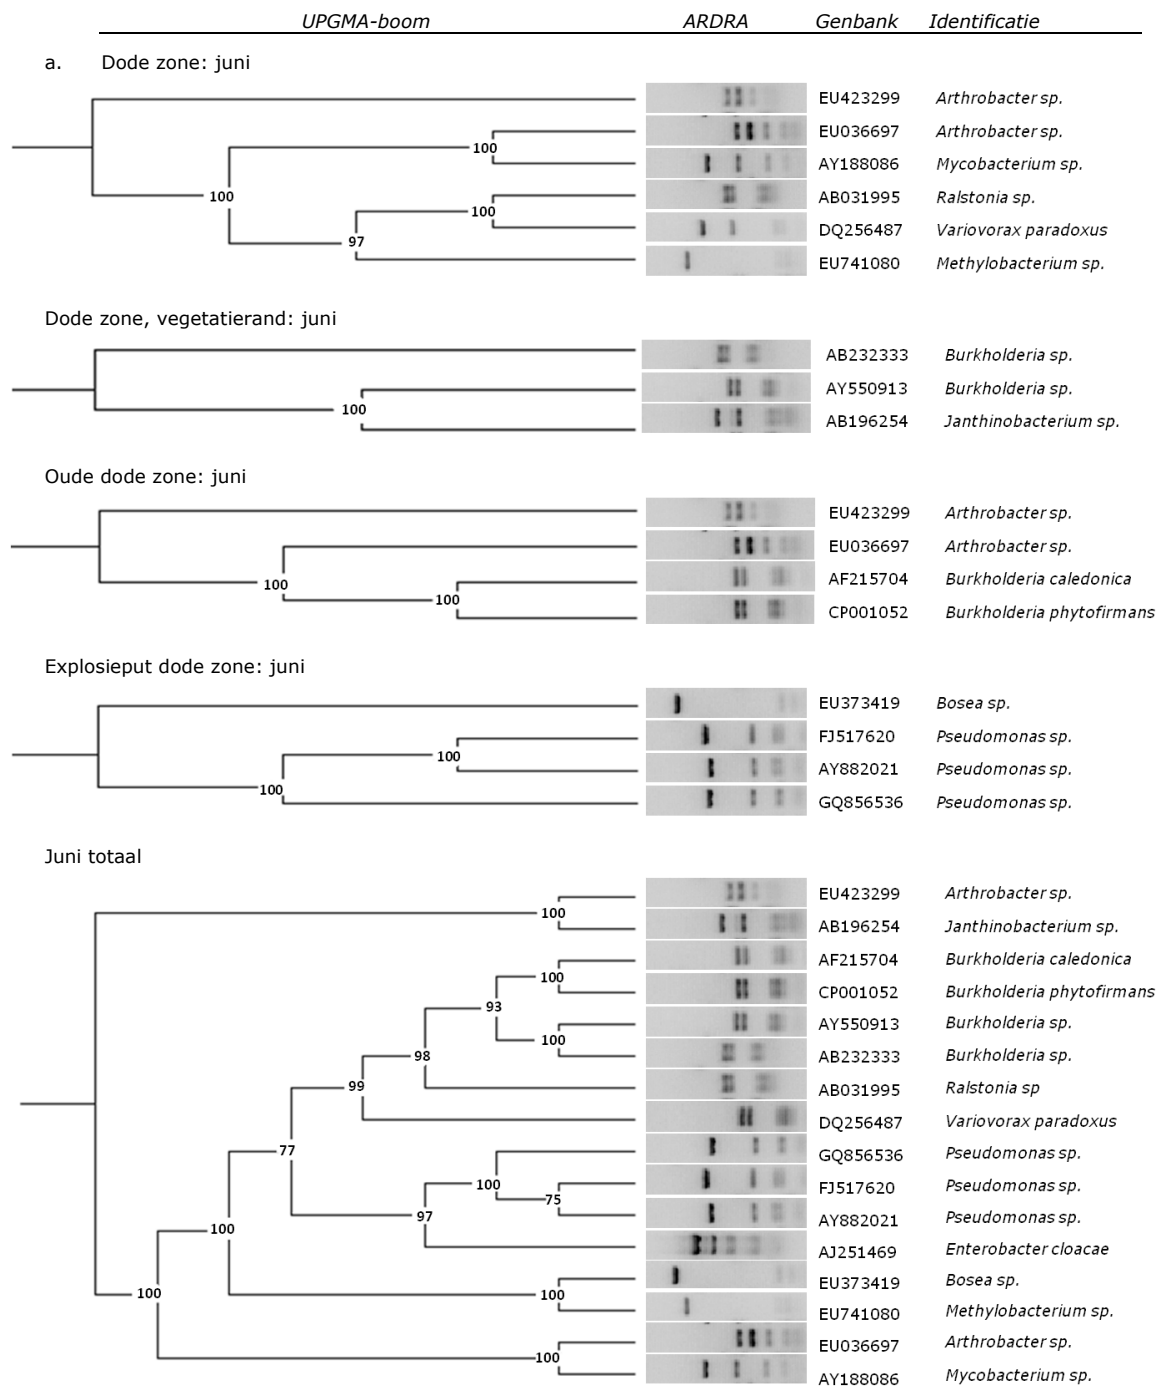 UPGMA-boom ARDRA Genbank Identificatie
a. Dode zone: juni
EU423299 Arthrobacter sp.
EU036697 Arthrobacter sp.
100
AY188086 Mycobacterium sp.
100
AB031995 Ralstonia sp.
100
DQ256487 Variovorax paradoxus
97
EU741080 Methylobacterium sp.
Dode zone, vegetatierand: juni
AB232333 Burkholderia sp.
AY550913 Burkholderia sp.
100
AB196254 Janthinobacterium sp.
Oude dode zone: juni
EU423299 Arthrobacter sp.
EU036697 Arthrobacter sp.
100
AF215704 Burkholderia caledonica
100
CP001052 Burkholderia phytofirmans
Explosieput dode zone: juni
EU373419 Bosea sp.
FJ517620 Pseudomonas sp.
100
AY882021 Pseudomonas sp.
100
GQ856536 Pseudomonas sp.
Juni totaal
EU423299 Arthrobacter sp.
100
AB196254 Janthinobacterium sp.
AF215704 Burkholderia caledonica
100
CP001052 Burkholderia phytofirmans
93
AY550913 Burkholderia sp.
100
AB232333 Burkholderia sp.
98
AB031995 Ralstonia sp
99
DQ256487 Variovorax paradoxus
77
GQ856536 Pseudomonas sp.
100
FJ517620 Pseudomonas sp.
75
AY882021 Pseudomonas sp.
97
100
AJ251469 Enterobacter cloacae
EU373419 Bosea sp.
100
100
EU741080 Methylobacterium sp.
EU036697 Arthrobacter sp.
100
AY188086 Mycobacterium sp.